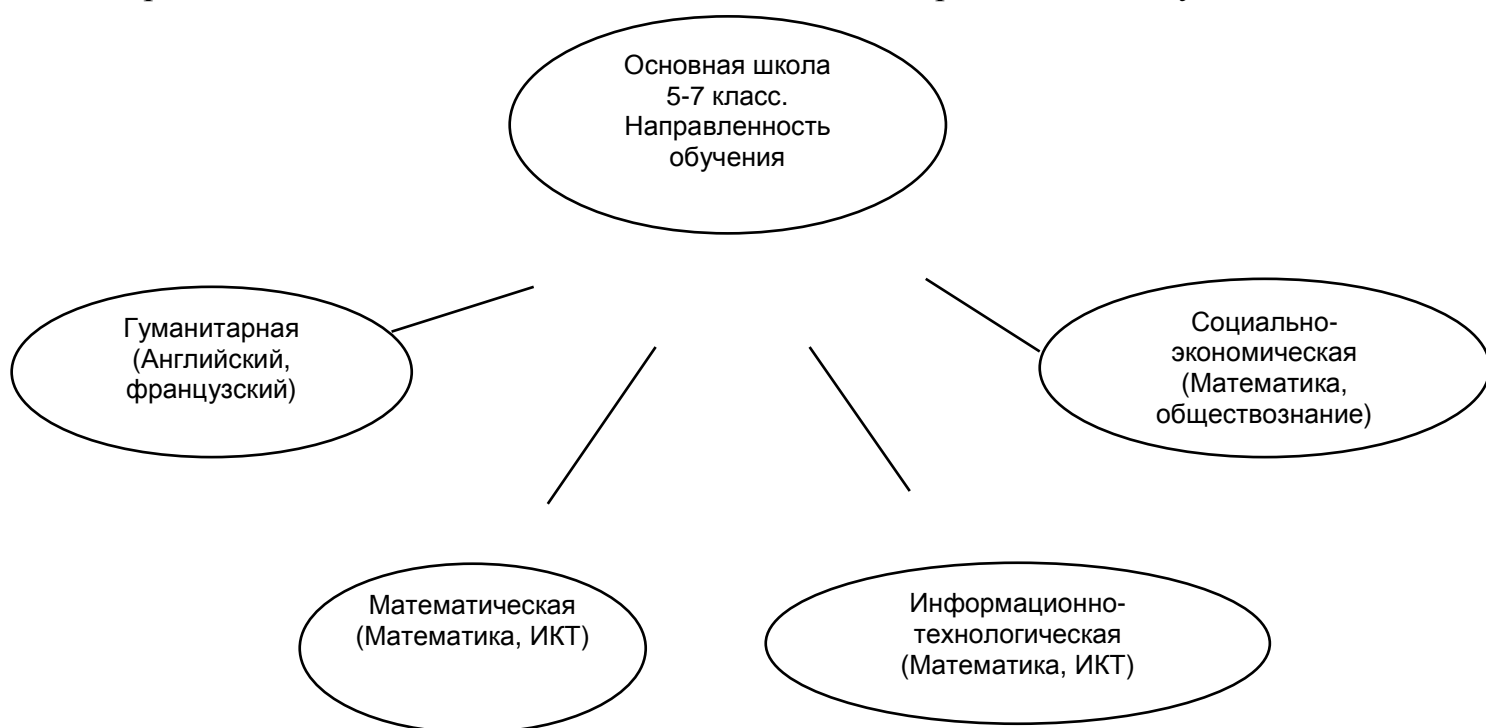 Основная школа
5-7 класс.
Направленность
обучения
Гуманитарная
(Английский,
французский)
Социально-
экономическая
(Математика,
обществознание)
Математическая
(Математика, ИКТ)
Информационно-
технологическая
(Математика, ИКТ)